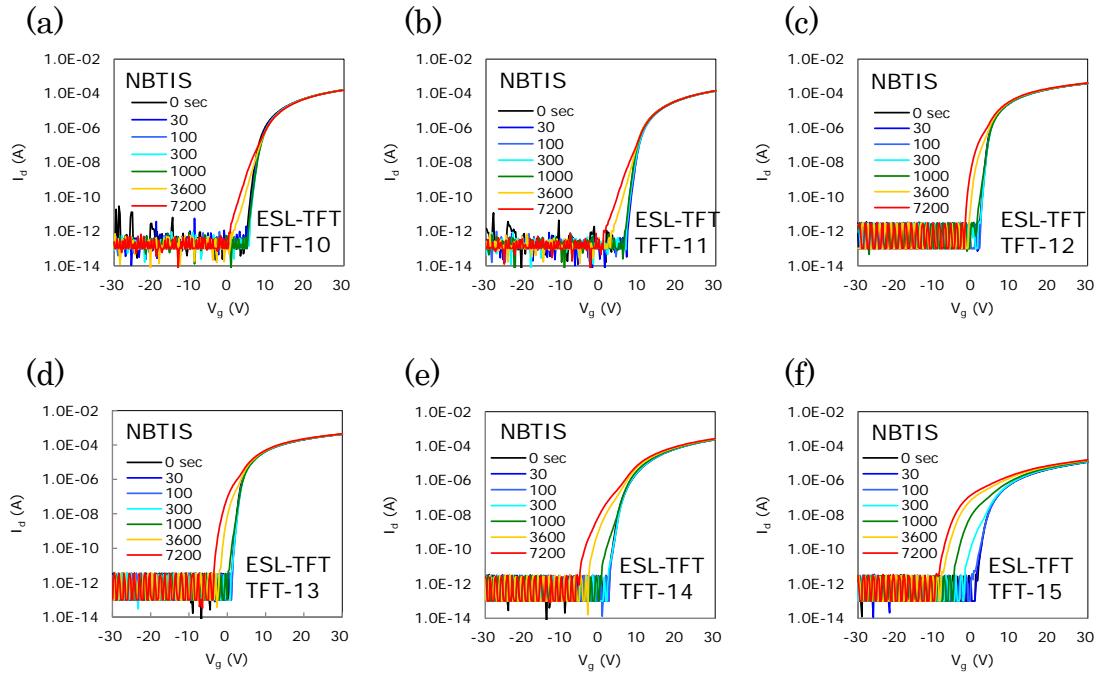 (a)
1.0E-02
1.0E-04
1.0E-06
1.0E-08
1.0E-10
1.0E-12
1.0E-14
I_d (A)
NBTIS
0 sec
30
100
300
1000
3600
7200
ESL-TFT
TFT-10
-30 -20 -10 0 10 20 30
V_g (V)
(b)
1.0E-02
1.0E-04
1.0E-06
1.0E-08
1.0E-10
1.0E-12
1.0E-14
I_d (A)
NBTIS
0 sec
30
100
300
1000
3600
7200
ESL-TFT
TFT-11
-30 -20 -10 0 10 20 30
V_g (V)
(c)
1.0E-02
1.0E-04
1.0E-06
1.0E-08
1.0E-10
1.0E-12
1.0E-14
I_d (A)
NBTIS
0 sec
30
100
300
1000
3600
7200
ESL-TFT
TFT-12
-30 -20 -10 0 10 20 30
V_g (V)
(d)
1.0E-02
1.0E-04
1.0E-06
1.0E-08
1.0E-10
1.0E-12
1.0E-14
I_d (A)
NBTIS
0 sec
30
100
300
1000
3600
7200
ESL-TFT
TFT-13
-30 -20 -10 0 10 20 30
V_g (V)
(e)
1.0E-02
1.0E-04
1.0E-06
1.0E-08
1.0E-10
1.0E-12
1.0E-14
I_d (A)
NBTIS
0 sec
30
100
300
1000
3600
7200
ESL-TFT
TFT-14
-30 -20 -10 0 10 20 30
V_g (V)
(f)
1.0E-02
1.0E-04
1.0E-06
1.0E-08
1.0E-10
1.0E-12
1.0E-14
I_d (A)
NBTIS
0 sec
30
100
300
1000
3600
7200
ESL-TFT
TFT-15
-30 -20 -10 0 10 20 30
V_g (V)